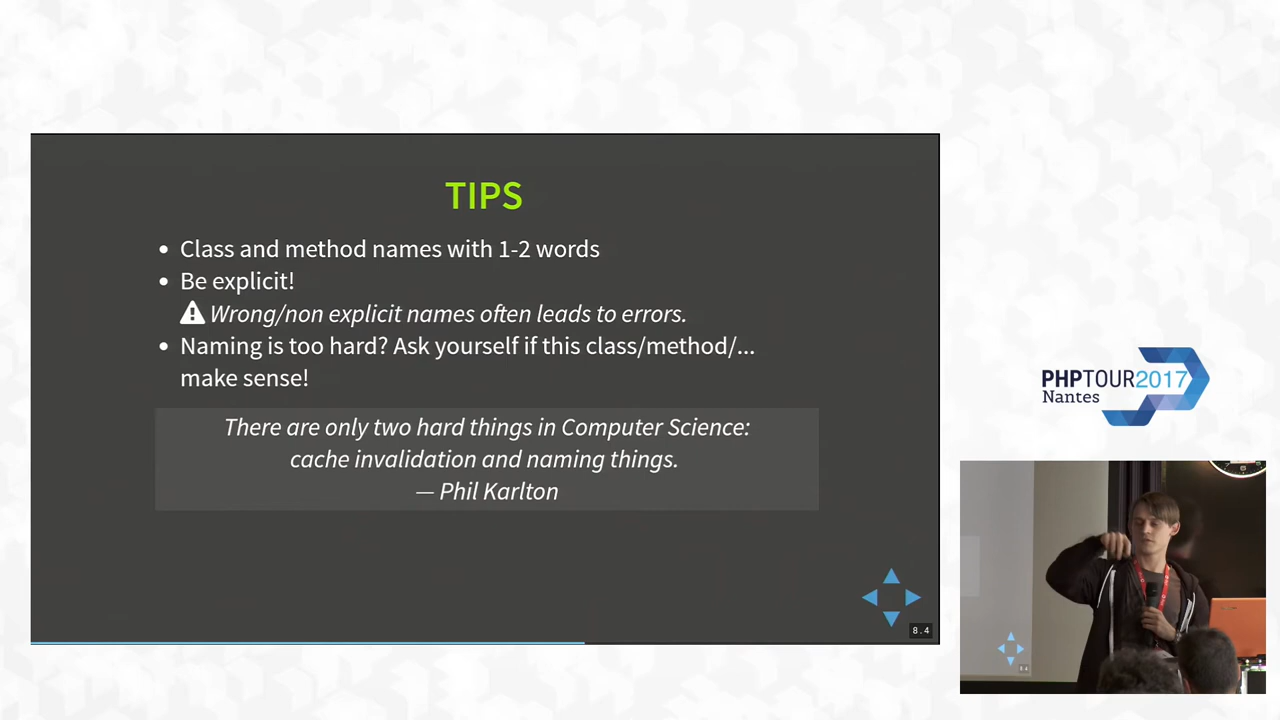 TIPS
Class and method names with 1-2 words
Be explicit!
Wrong/non explicit names often leads to errors.
Naming is too hard? Ask yourself if this class/method/...
make sense!
There are only two hard things in Computer Science:
cache invalidation and naming things.
— Phil Karlton
8.4
PHPTOUR2017
Nantes